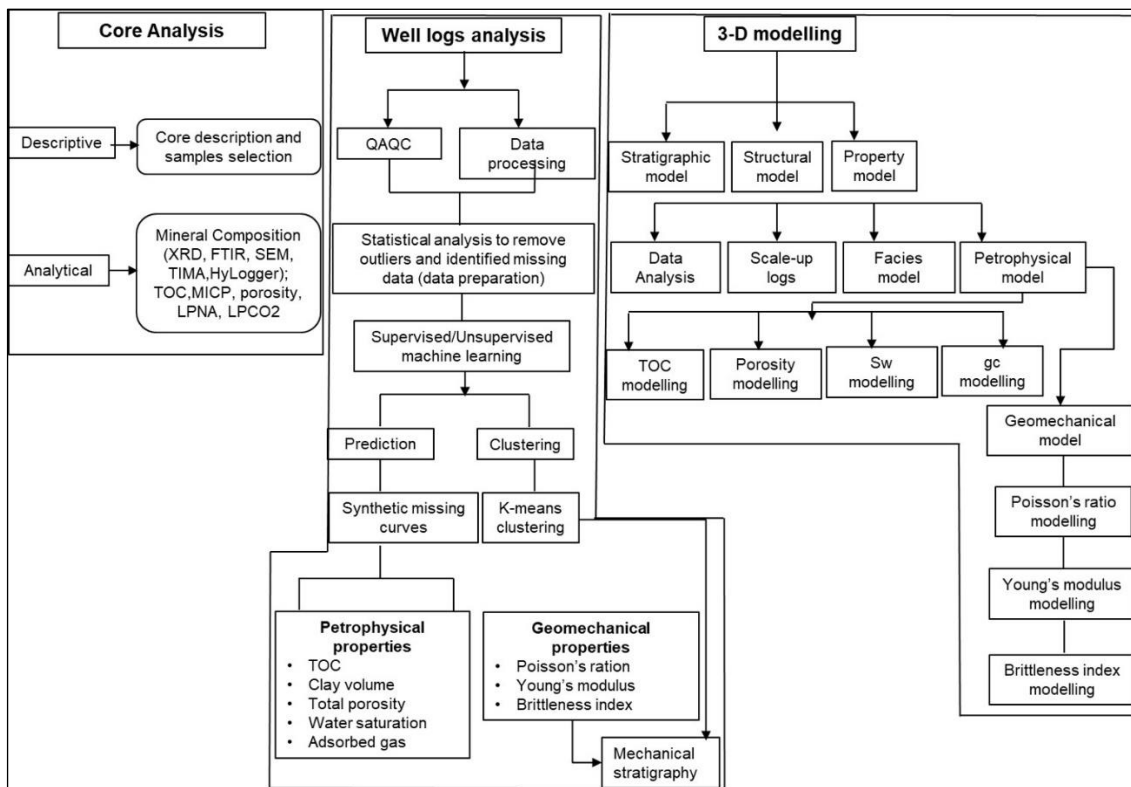 Core Analysis
Descriptive
Core description and
samples selection
Analytical
Mineral Composition
(XRD, FTIR, SEM,
TIMA,HyLogger);
TOC,MICP, porosity,
LPNA, LPCO2
Well logs analysis
QAQC
Data
processing
Statistical analysis to remove
outliers and identified missing
data (data preparation)
Supervised/Unsupervised
machine learning
Prediction
Clustering
Synthetic missing
curves
K-means
clustering
Petrophysical
properties
• TOC
• Clay volume
• Total porosity
• Water saturation
• Adsorbed gas
Geomechanical
properties
• Poisson's ration
• Young's modulus
• Brittleness index
Mechanical
stratigraphy
3-D modelling
Stratigraphic
model
Structural
model
Property
model
Data
Analysis
Scale-up
logs
Facies
model
Petrophysical
model
TOC
modelling
Porosity
modelling
Sw
modelling
gc
modelling
Geomechanical
model
Poisson's ratio
modelling
Young's modulus
modelling
Brittleness index
modelling